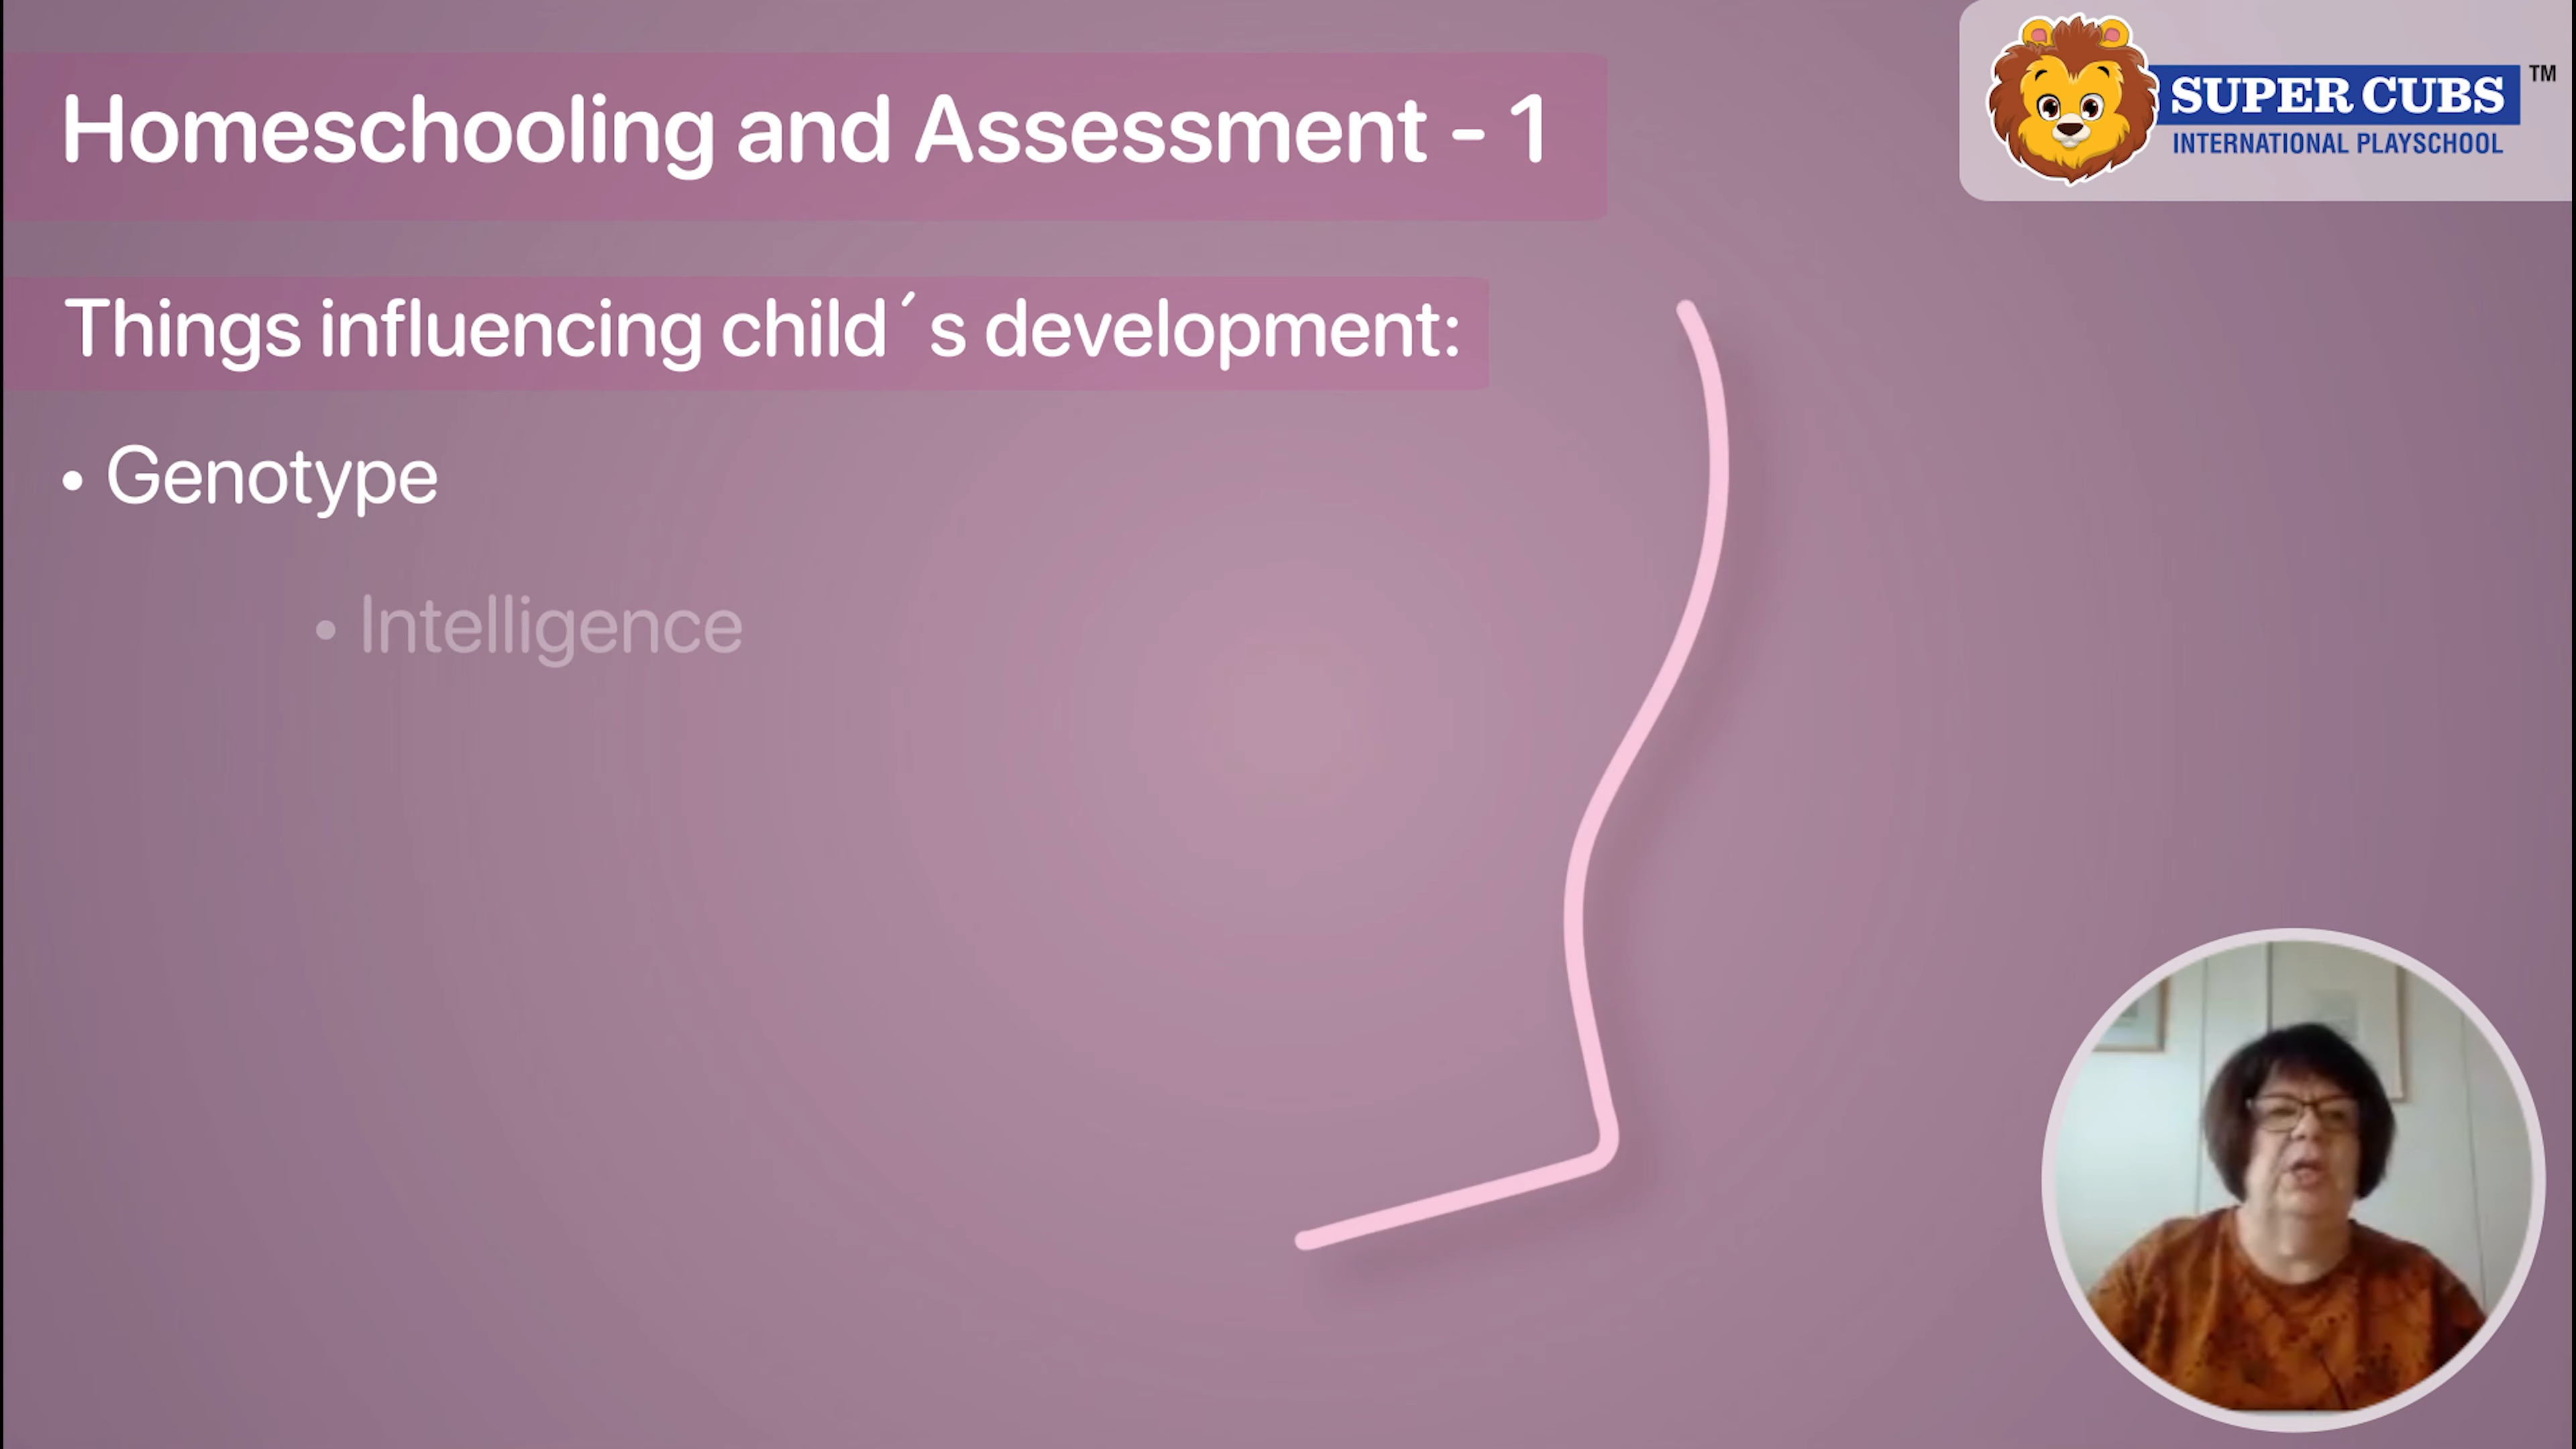 Homeschooling and Assessment - 1
SUPER CUBS TM
INTERNATIONAL PLAYSCHOOL
Things influencing child´s development:
• Genotype
• Intelligence